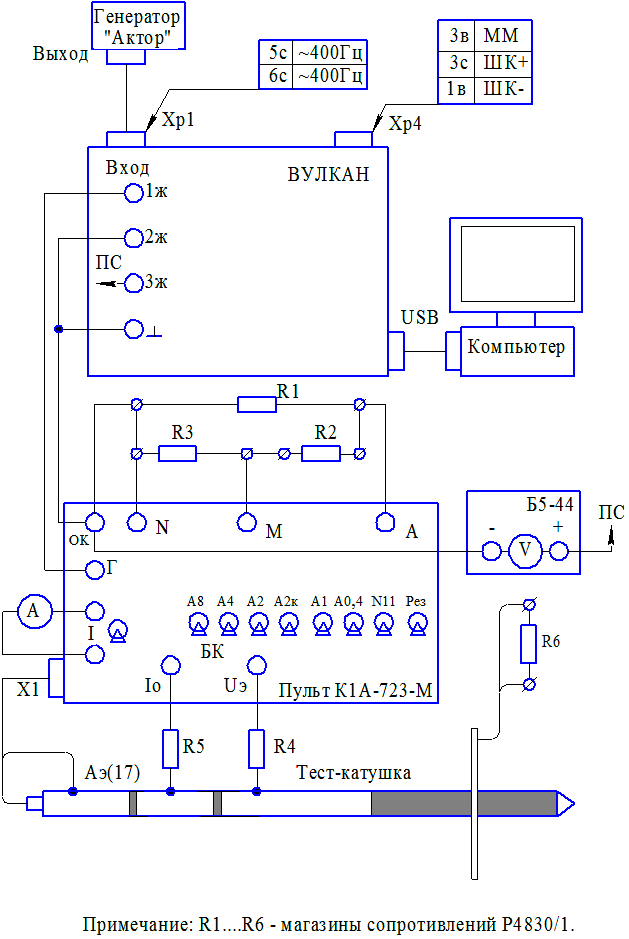 Генератор
"Актор"
Выход
5с ~400Гц
6с ~400Гц
3в ММ
3с ШК+
1в ШК-
Хр1
Хр4
Вход
ВУЛКАН
1ж
2ж
ПС
3ж
⊥
USB
Компьютер
R1
R3
R2
N
М
А
ОК
Б5-44
ПС
- +
V
Г
А
I
А8 А4 А2 А2к А1 А0,4 N11 Рез
БК
R6
Х1
Iо
Uэ
Пульт К1А-723-М
R5
R4
Аэ(17)
Тест-катушка
Примечание: R1....R6 - магазины сопротивлений Р4830/1.